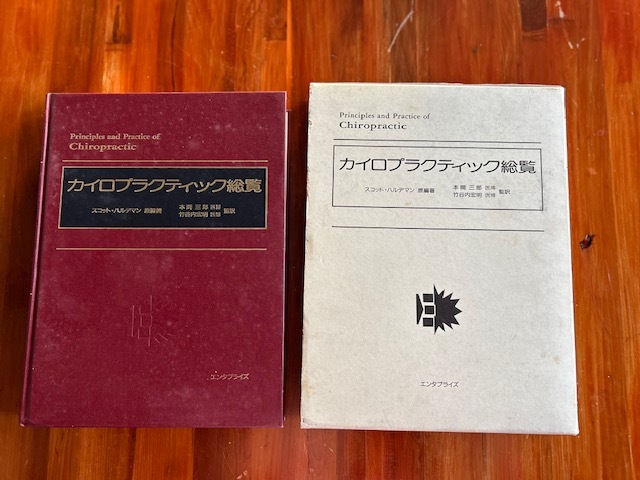 Principles and Practice of
Chiropractic
カイロプラクティック総覧
スコット・ハルデマン 原編著
本間三郎 医博
竹谷内宏明 医博
監訳
エンタプライズ
Principles and Practice of
Chiropractic
カイロプラクティック総覧
スコット・ハルデマン 原編著
本間三郎 医博
竹谷内宏明 医博
監訳
エンタプライズ